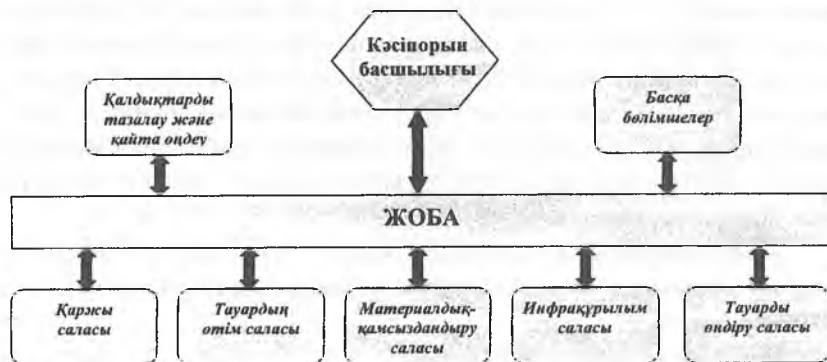 Кәсіпорын
басшылығы
Қалдықтарды
тазалау және
қайта өңдеу
Басқа
бөлімшелер
ЖОБА
Қаржы
саласы
Тауардың
өтім саласы
Материалдық-
қамсыздандыру
саласы
Инфрақұрылым
саласы
Тауарды
өндіру саласы